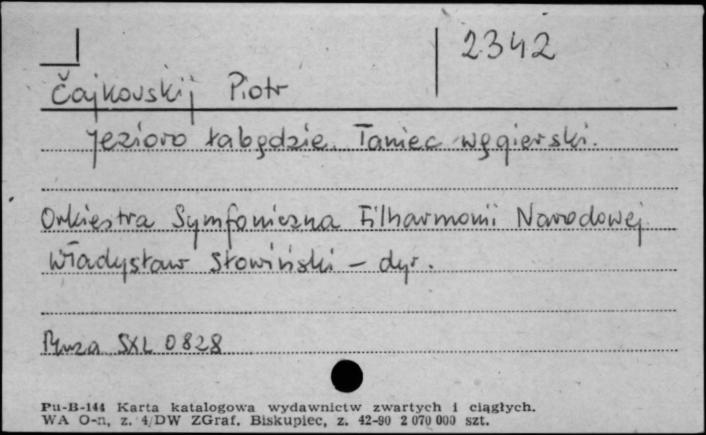 2342
Čajkovskij Piotr
Jezioro łabędzie. Taniec węgierski.
Orkiestra Symfoniczna Filharmonii Narodowej
Władysław Słowiński - dyr.
Muza SXL 0828
Pu-B-144 Karta katalogowa wydawnictw zwartych i ciągłych.
WA O-n, z. 4/DW ZGraf. Biskupiec, z. 42-90 2 070 000 szt.